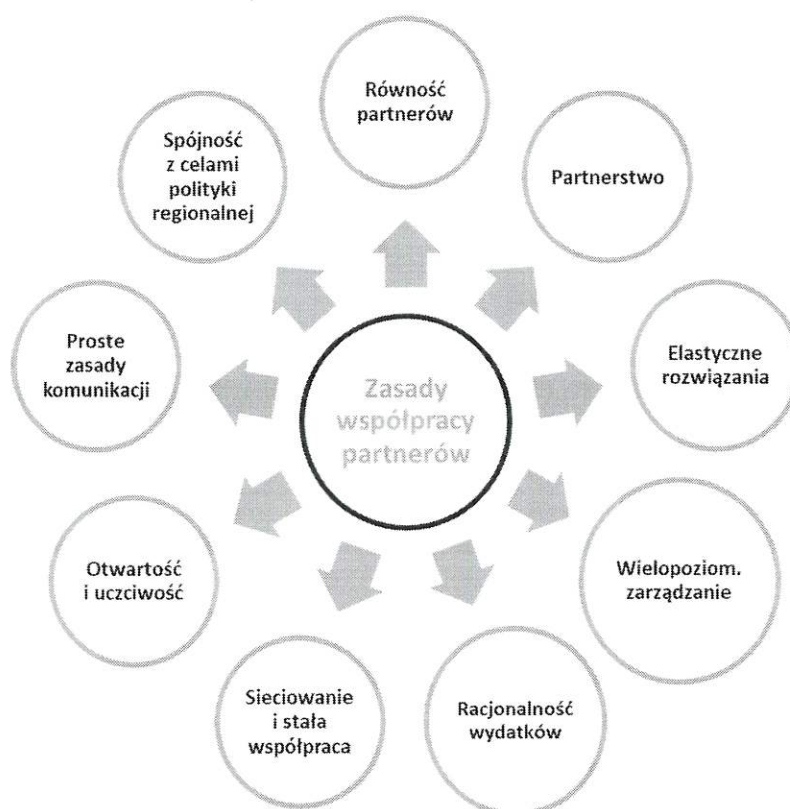 Równość
partnerów
Partnerstwo
Elastyczne
rozwiązania
Wielopoziom.
zarządzanie
Racjonalność
wydatków
Sieciowanie
i stała
współpraca
Otwartość
i uczciwość
Proste
zasady
komunikacji
Spójność
z celami
polityki
regionalnej
Zasady
współpracy
partnerów